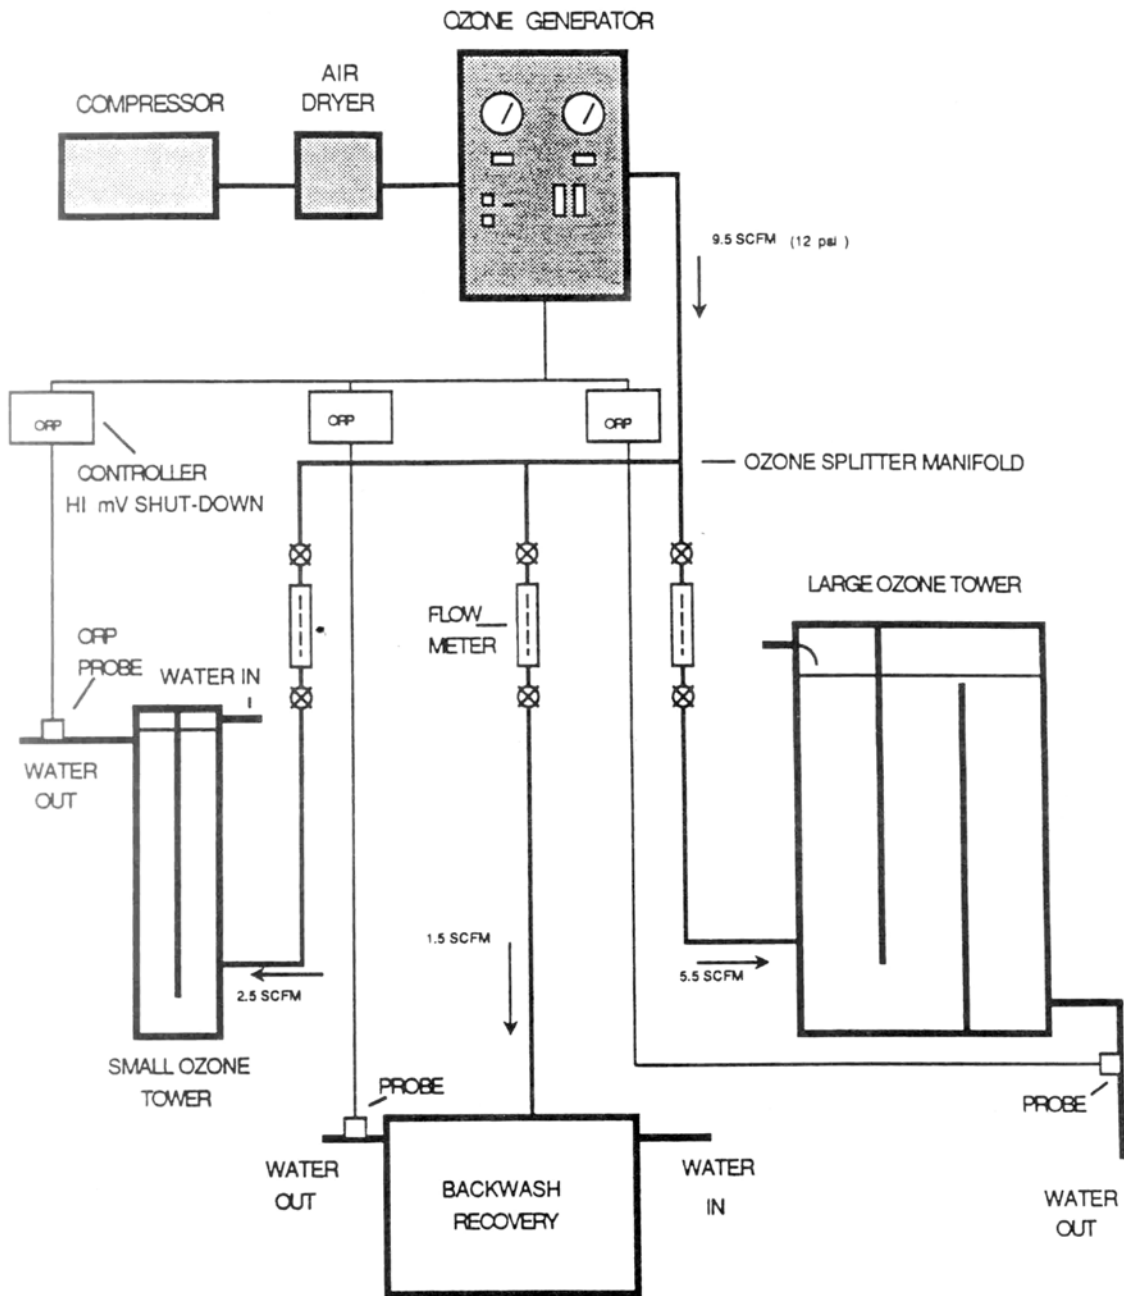 OZONE GENERATOR
AIR
DRYER
COMPRESSOR
9.5 SCFM (12 psi)
ORP
ORP
ORP
CONTROLLER
HI mV SHUT-DOWN
OZONE SPLITTER MANIFOLD
LARGE OZONE TOWER
FLOW
METER
ORP
PROBE
WATER IN
WATER
OUT
1.5 SCFM
5.5 SCFM
2.5 SCFM
SMALL OZONE
TOWER
PROBE
PROBE
WATER
OUT
BACKWASH
RECOVERY
WATER
IN
WATER
OUT